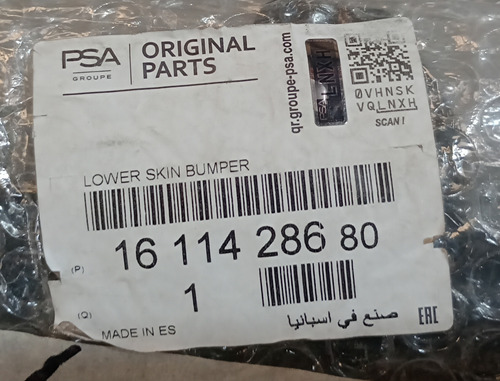 PSA
GROUPE
ORIGINAL
PARTS
qr.groupe-psa.com
PSA LNXH
0VHNSK
VQLNXH
SCAN!
LOWER SKIN BUMPER
(P) 16 114 286 80
(Q) 1
MADE IN ES
صنع في اسبانيا
EAC